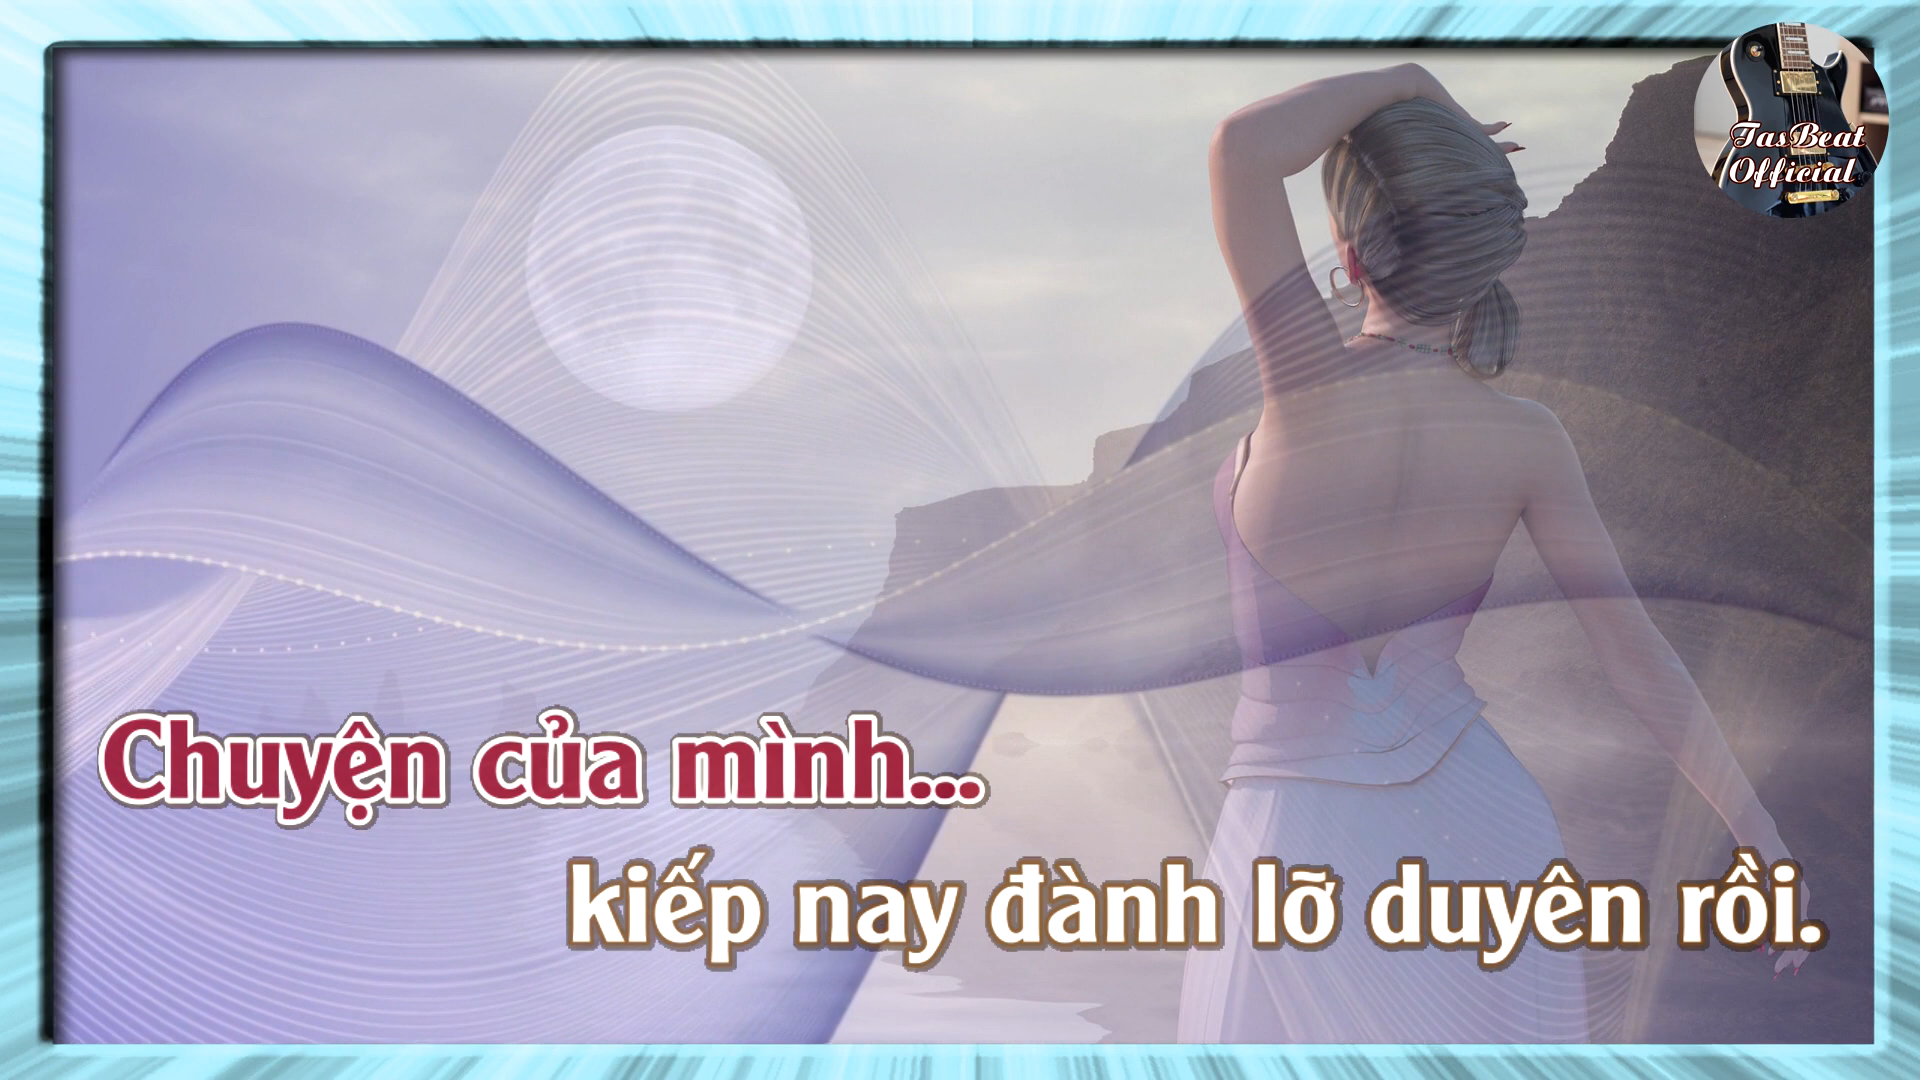 TasBeat
Official
Chuyện của mình...
kiếp nay đành lỡ duyên rồi.